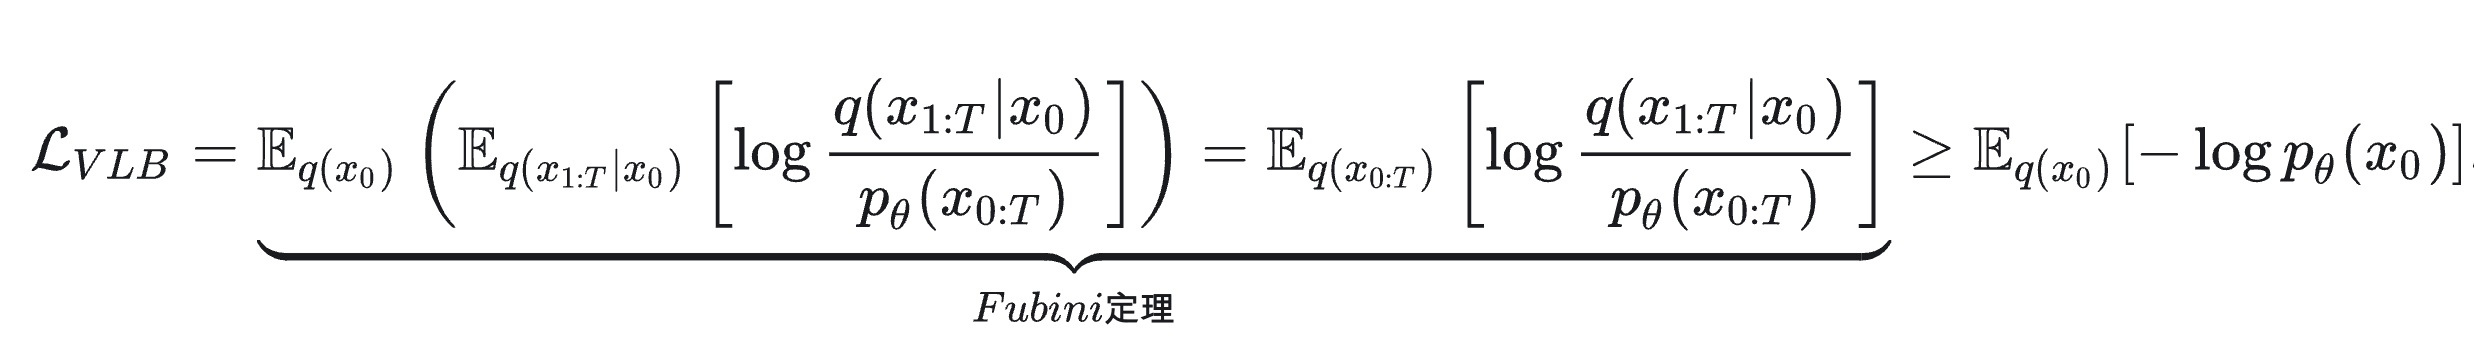 $\mathcal{L}_{VLB} = \underbrace{\mathbb{E}_{q(x_0)} \left( \mathbb{E}_{q(x_{1:T}|x_0)} \left[ \log \frac{q(x_{1:T}|x_0)}{p_\theta(x_{0:T})} \right] \right) = \mathbb{E}_{q(x_{0:T})} \left[ \log \frac{q(x_{1:T}|x_0)}{p_\theta(x_{0:T})} \right]}_{Fubini定理} \geq \mathbb{E}_{q(x_0)} [-\log p_\theta(x_0)].$